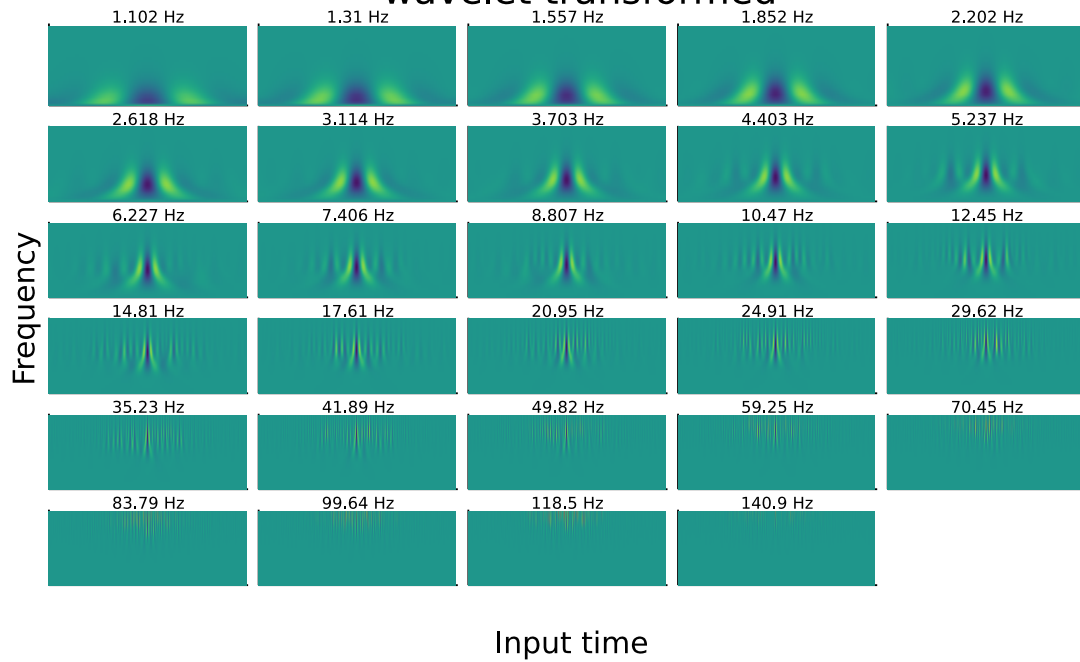 wavelet transformed
1.102 Hz
1.31 Hz
1.557 Hz
1.852 Hz
2.202 Hz
2.618 Hz
3.114 Hz
3.703 Hz
4.403 Hz
5.237 Hz
6.227 Hz
7.406 Hz
8.807 Hz
10.47 Hz
12.45 Hz
14.81 Hz
17.61 Hz
20.95 Hz
24.91 Hz
29.62 Hz
35.23 Hz
41.89 Hz
49.82 Hz
59.25 Hz
70.45 Hz
83.79 Hz
99.64 Hz
118.5 Hz
140.9 Hz
Frequency
Input time